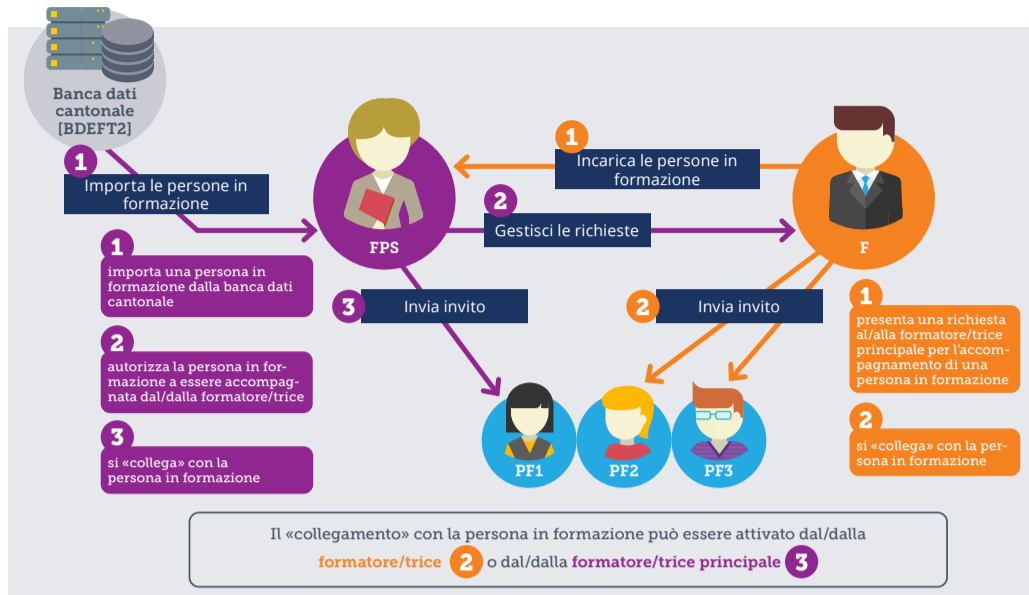 Banca dati
cantonale
[BDEFT2]
1
Importa le persone in
formazione
1
importa una persona in
formazione dalla banca dati
cantonale
2
autorizza la persona in for-
mazione a essere accompag-
nata dal/dalla formatore/trice
3
si «collega» con la
persona in formazione
FPS
1
Incarica le persone in
formazione
2
Gestisci le richieste
F
3
Invia invito
2
Invia invito
PF1
PF2
PF3
1
presenta una richiesta
al/alla formatore/trice
principale per l'accom-
pagnamento di una
persona in formazione
2
si «collega» con la per-
sona in formazione
Il «collegamento» con la persona in formazione può essere attivato dal/dalla
formatore/trice 2 o dal/dalla formatore/trice principale 3